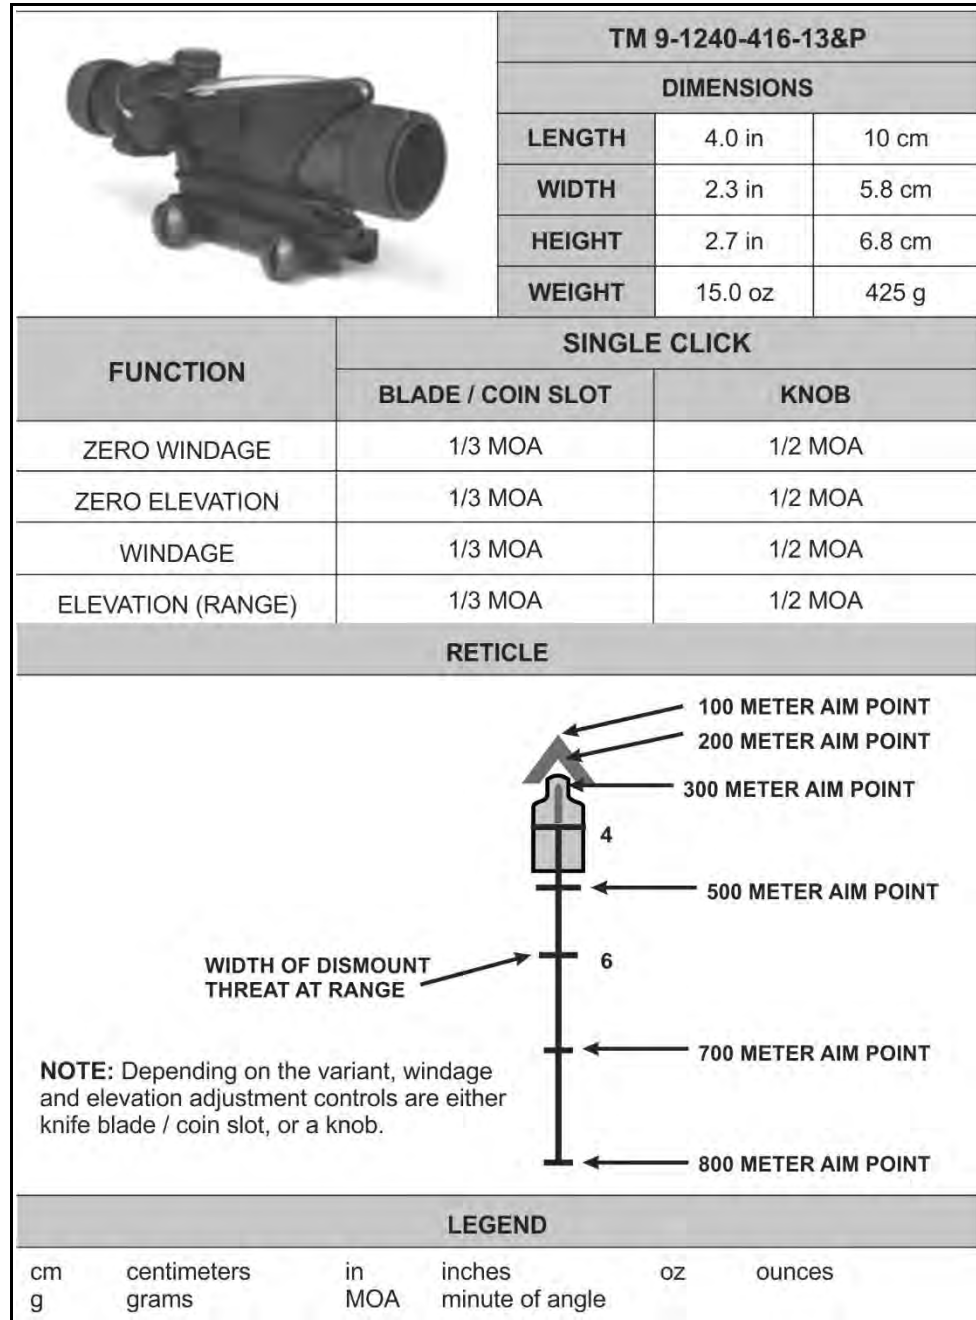 TM 9-1240-416-13&P
DIMENSIONS
LENGTH 4.0 in 10 cm
WIDTH 2.3 in 5.8 cm
HEIGHT 2.7 in 6.8 cm
WEIGHT 15.0 oz 425 g
FUNCTION
SINGLE CLICK
BLADE / COIN SLOT KNOB
ZERO WINDAGE 1/3 MOA 1/2 MOA
ZERO ELEVATION 1/3 MOA 1/2 MOA
WINDAGE 1/3 MOA 1/2 MOA
ELEVATION (RANGE) 1/3 MOA 1/2 MOA
RETICLE
100 METER AIM POINT
200 METER AIM POINT
300 METER AIM POINT
4
500 METER AIM POINT
6
WIDTH OF DISMOUNT
THREAT AT RANGE
700 METER AIM POINT
NOTE: Depending on the variant, windage
and elevation adjustment controls are either
knife blade / coin slot, or a knob.
800 METER AIM POINT
LEGEND
cm centimeters in inches oz ounces
g grams MOA minute of angle